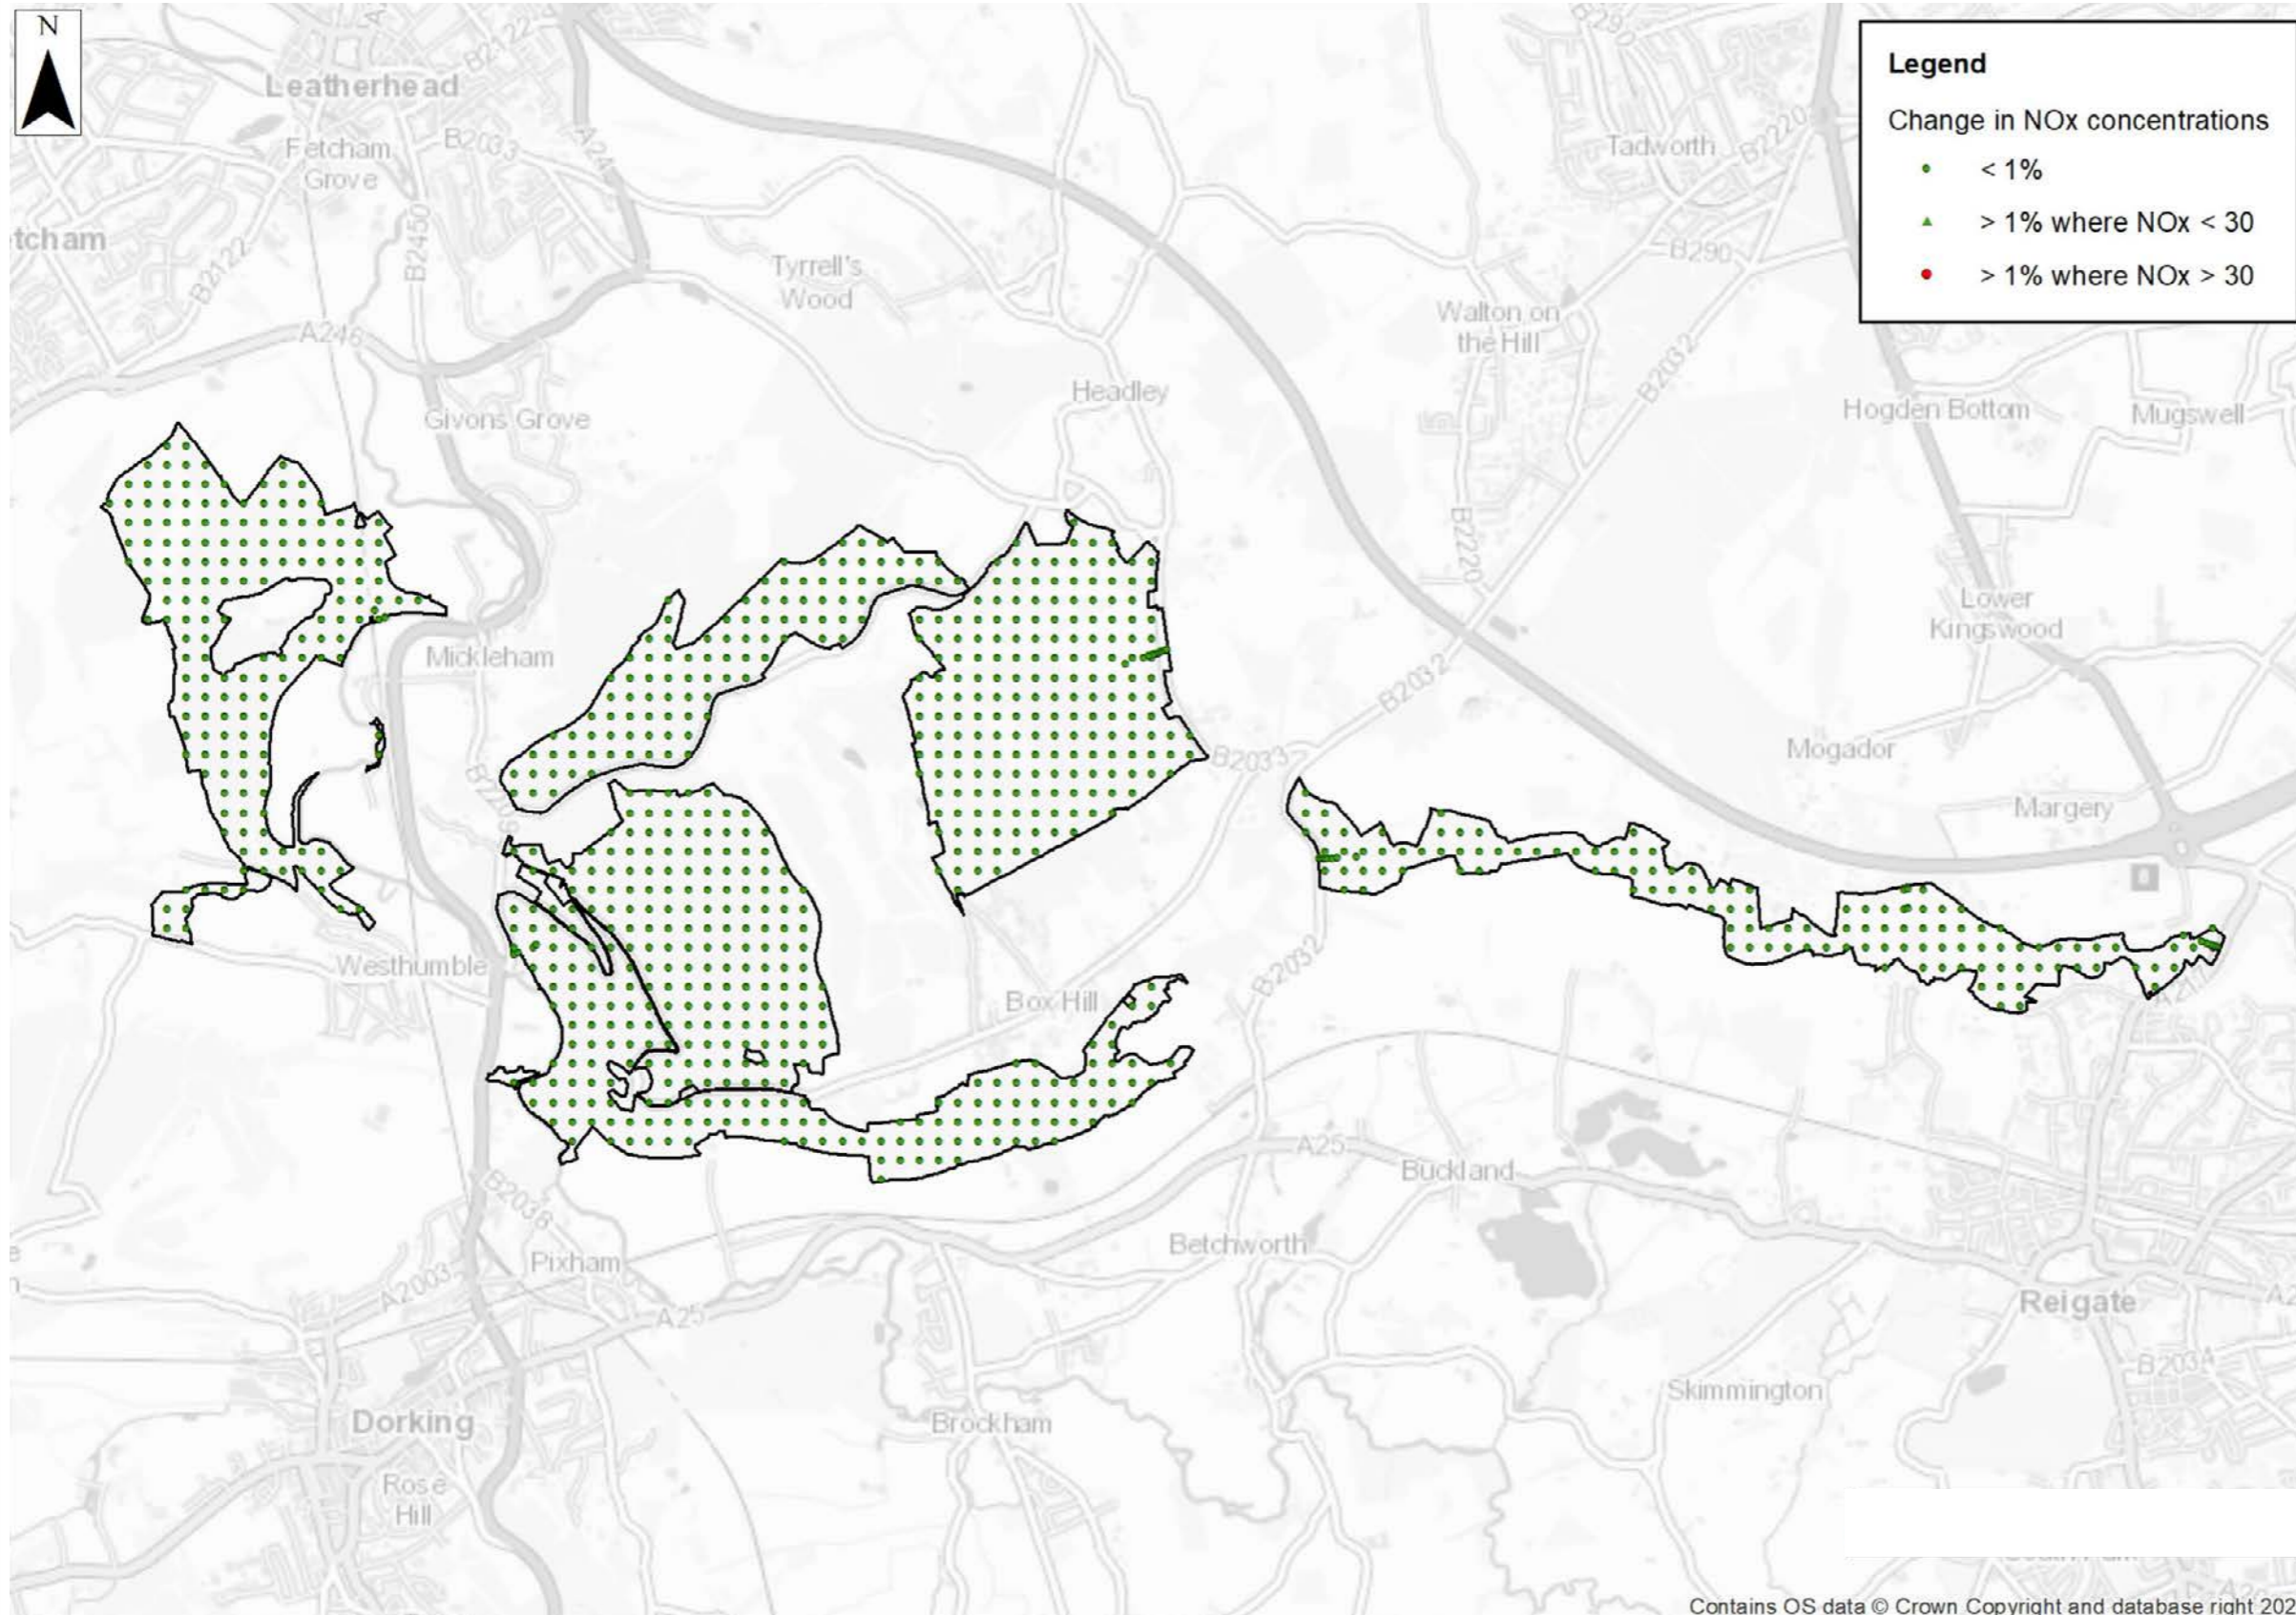 N
Leatherhead
A
B2122
B290
Legend
Change in NOx concentrations
< 1%
> 1% where NOx < 30
> 1% where NOx > 30
Fetcham
Grove
B2033
A24
Tadworth
B2220
tcham
B2122
B2450
Tyrrell's
Wood
B290
A246
Walton on
the Hill
B2032
Headley
Givons Grove
Hogden Bottom
Mugswell
B2220
Lower
Kingswood
Mickleham
B2032
B2033
Mogador
B2209
Margery
8
Westhumble
B2032
Box Hill
A217
A25
Buckland
B2038
Betchworth
Pixham
A2003
A25
Reigate
A2
B2034
Skimmington
Dorking
Brockham
Rose
Hill
Contains OS data © Crown Copyright and database right 202